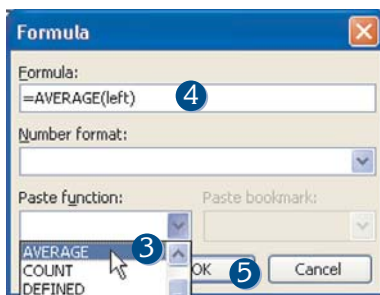 Formula
Formula:
=AVERAGE(left) 4
Number format:
Paste function: Paste bookmark:
AVERAGE 3
COUNT OK 5 Cancel
DEFINED